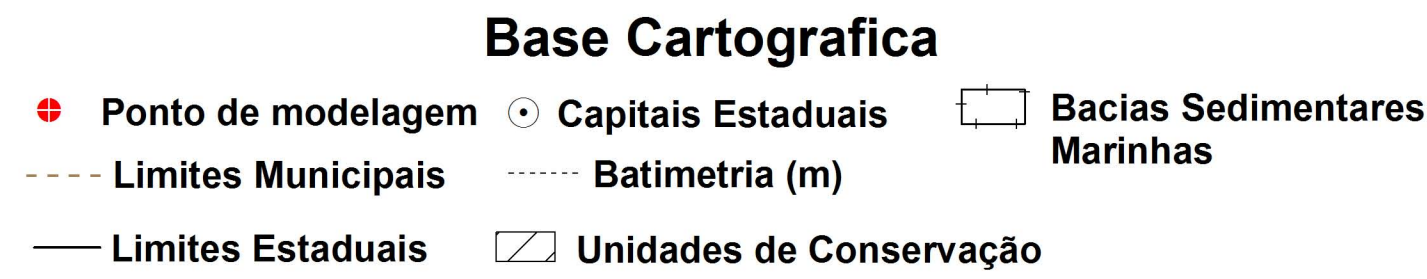 Base Cartografica
Ponto de modelagem
Capitais Estaduais
Bacias Sedimentares
Marinhas
Limites Municipais
Batimetria (m)
Limites Estaduais
Unidades de Conservação